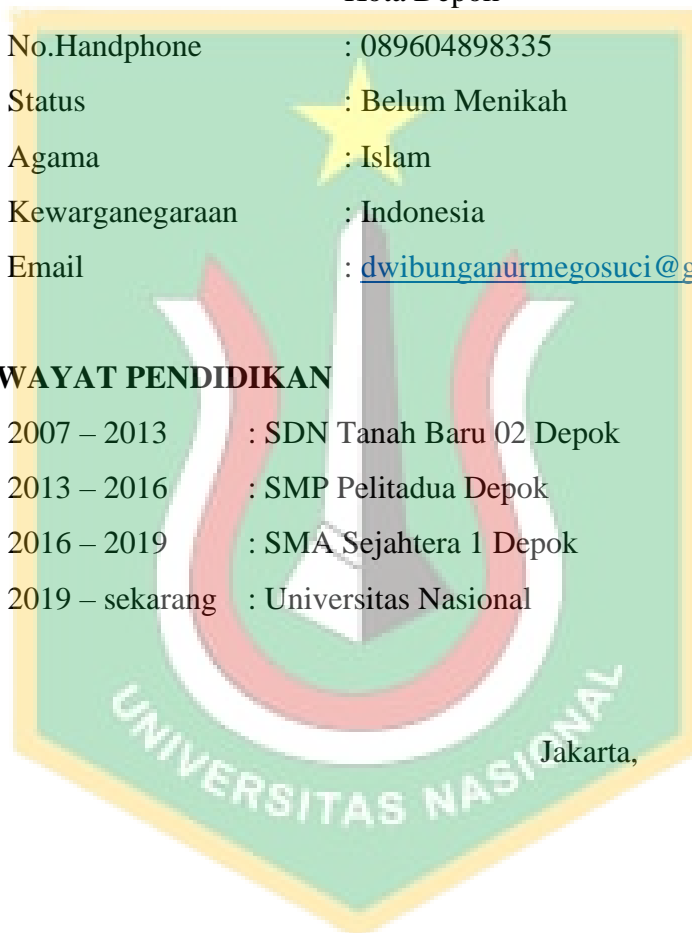 Kota Depok
No.Handphone : 089604898335
Status : Belum Menikah
Agama : Islam
Kewarganegaraan : Indonesia
Email : dwibunganurmegosuci@g
WAYAT PENDIDIKAN
2007 – 2013 : SDN Tanah Baru 02 Depok
2013 – 2016 : SMP Pelitadua Depok
2016 – 2019 : SMA Sejahtera 1 Depok
2019 – sekarang : Universitas Nasional
Jakarta,
UNIVERSITAS NASIONAL